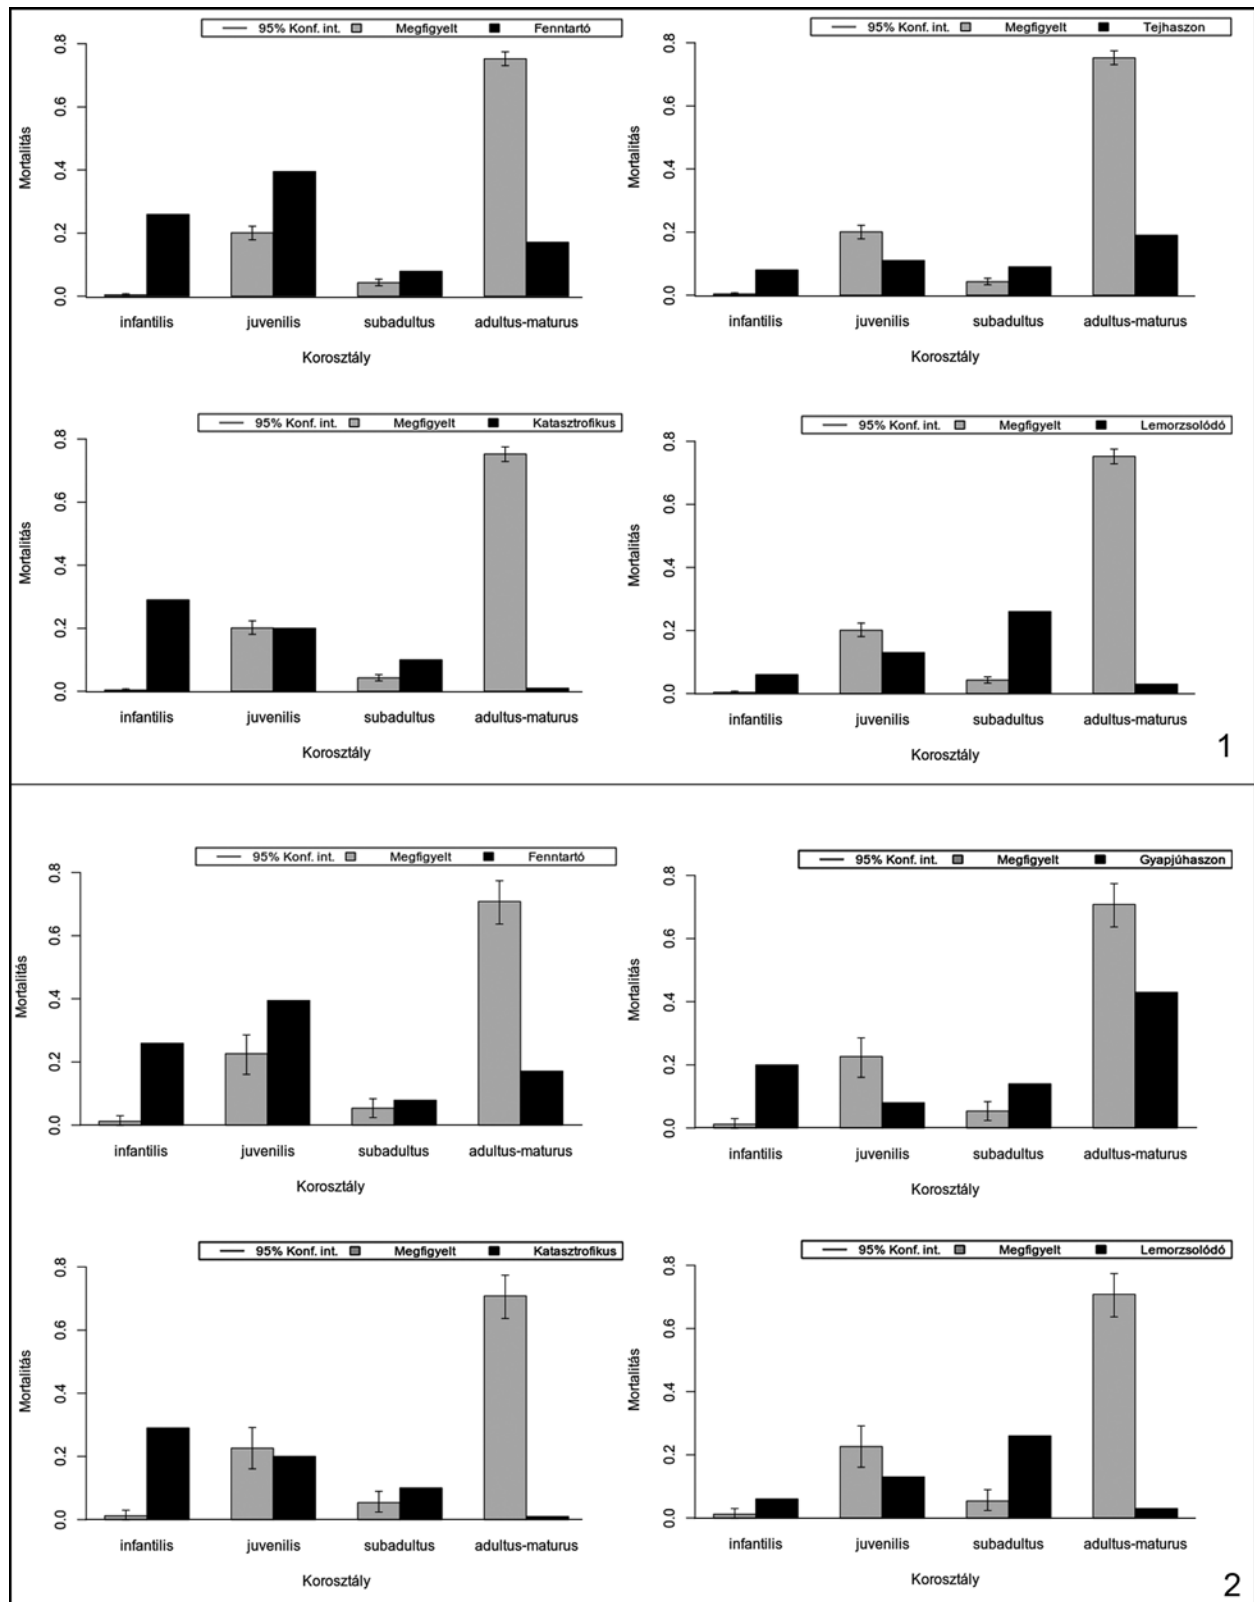 95% Konf. int. Megfigyelt Fenntartó
Mortalitás
0.0 0.2 0.4 0.6 0.8
infantilis juvenilis subadultus adultus-maturus
Korosztály
95% Konf. int. Megfigyelt Tejhaszon
Mortalitás
0.0 0.2 0.4 0.6 0.8
infantilis juvenilis subadultus adultus-maturus
Korosztály
95% Konf. int. Megfigyelt Katasztrofikus
Mortalitás
0.0 0.2 0.4 0.6 0.8
infantilis juvenilis subadultus adultus-maturus
Korosztály
95% Konf. int. Megfigyelt Lemorzsolódó
Mortalitás
0.0 0.2 0.4 0.6 0.8
infantilis juvenilis subadultus adultus-maturus
Korosztály
1
95% Konf. int. Megfigyelt Fenntartó
Mortalitás
0.0 0.2 0.4 0.6 0.8
infantilis juvenilis subadultus adultus-maturus
Korosztály
95% Konf. int. Megfigyelt Gyapjúhaszon
Mortalitás
0.0 0.2 0.4 0.6 0.8
infantilis juvenilis subadultus adultus-maturus
Korosztály
95% Konf. int. Megfigyelt Katasztrofikus
Mortalitás
0.0 0.2 0.4 0.6 0.8
infantilis juvenilis subadultus adultus-maturus
Korosztály
95% Konf. int. Megfigyelt Lemorzsolódó
Mortalitás
0.0 0.2 0.4 0.6 0.8
infantilis juvenilis subadultus adultus-maturus
Korosztály
2